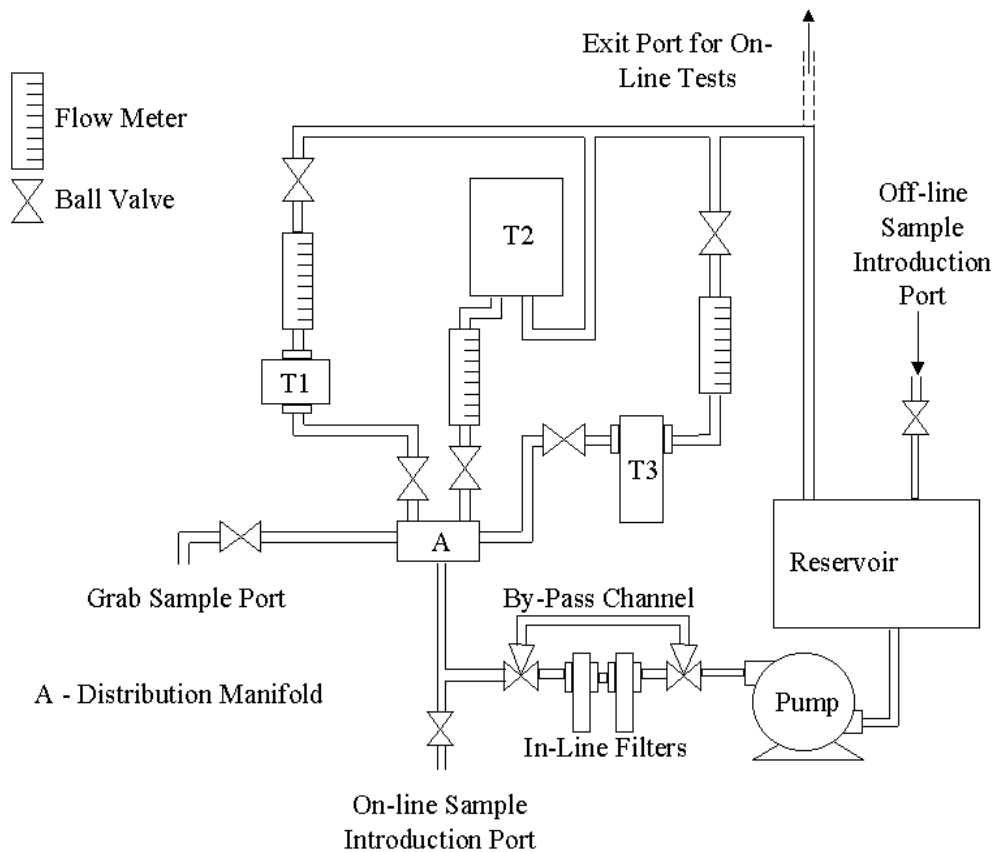 Exit Port for On-
Line Tests
Flow Meter
Ball Valve
T2
Off-line
Sample
Introduction
Port
T1
T3
A
Reservoir
Grab Sample Port
By-Pass Channel
A - Distribution Manifold
Pump
In-Line Filters
On-line Sample
Introduction Port